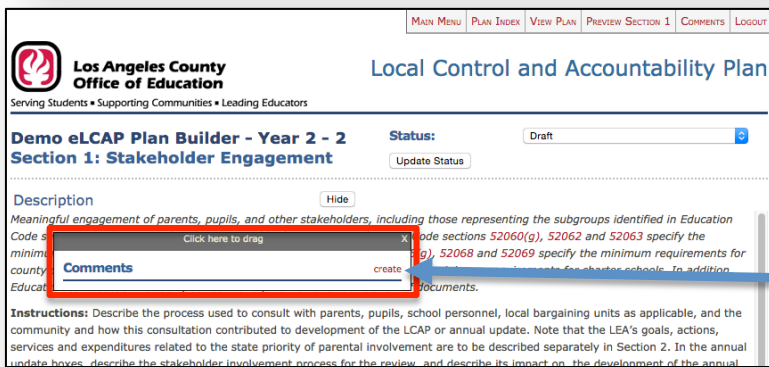 MAIN MENU PLAN INDEX VIEW PLAN PREVIEW SECTION 1 COMMENTS LOGOUT
Los Angeles County
Office of Education
Serving Students ▪ Supporting Communities ▪ Leading Educators
Local Control and Accountability Plan
Demo eLCAP Plan Builder - Year 2 - 2
Section 1: Stakeholder Engagement
Status:
Draft
Update Status
Description
Hide
Meaningful engagement of parents, pupils, and other stakeholders, including those representing the subgroups identified in Education
Code s
Click here to drag
X
ode sections 52060(g), 52062 and 52063 specify the
minimu
(g), 52068 and 52069 specify the minimum requirements for
county
Comments
create
requirements for charter schools. In addition
Educat
documents.
Instructions: Describe the process used to consult with parents, pupils, school personnel, local bargaining units as applicable, and the
community and how this consultation contributed to development of the LCAP or annual update. Note that the LEA's goals, actions,
services and expenditures related to the state priority of parental involvement are to be described separately in Section 2. In the annual
update boxes, describe the stakeholder involvement process for the review, and describe its impact on, the development of the annual